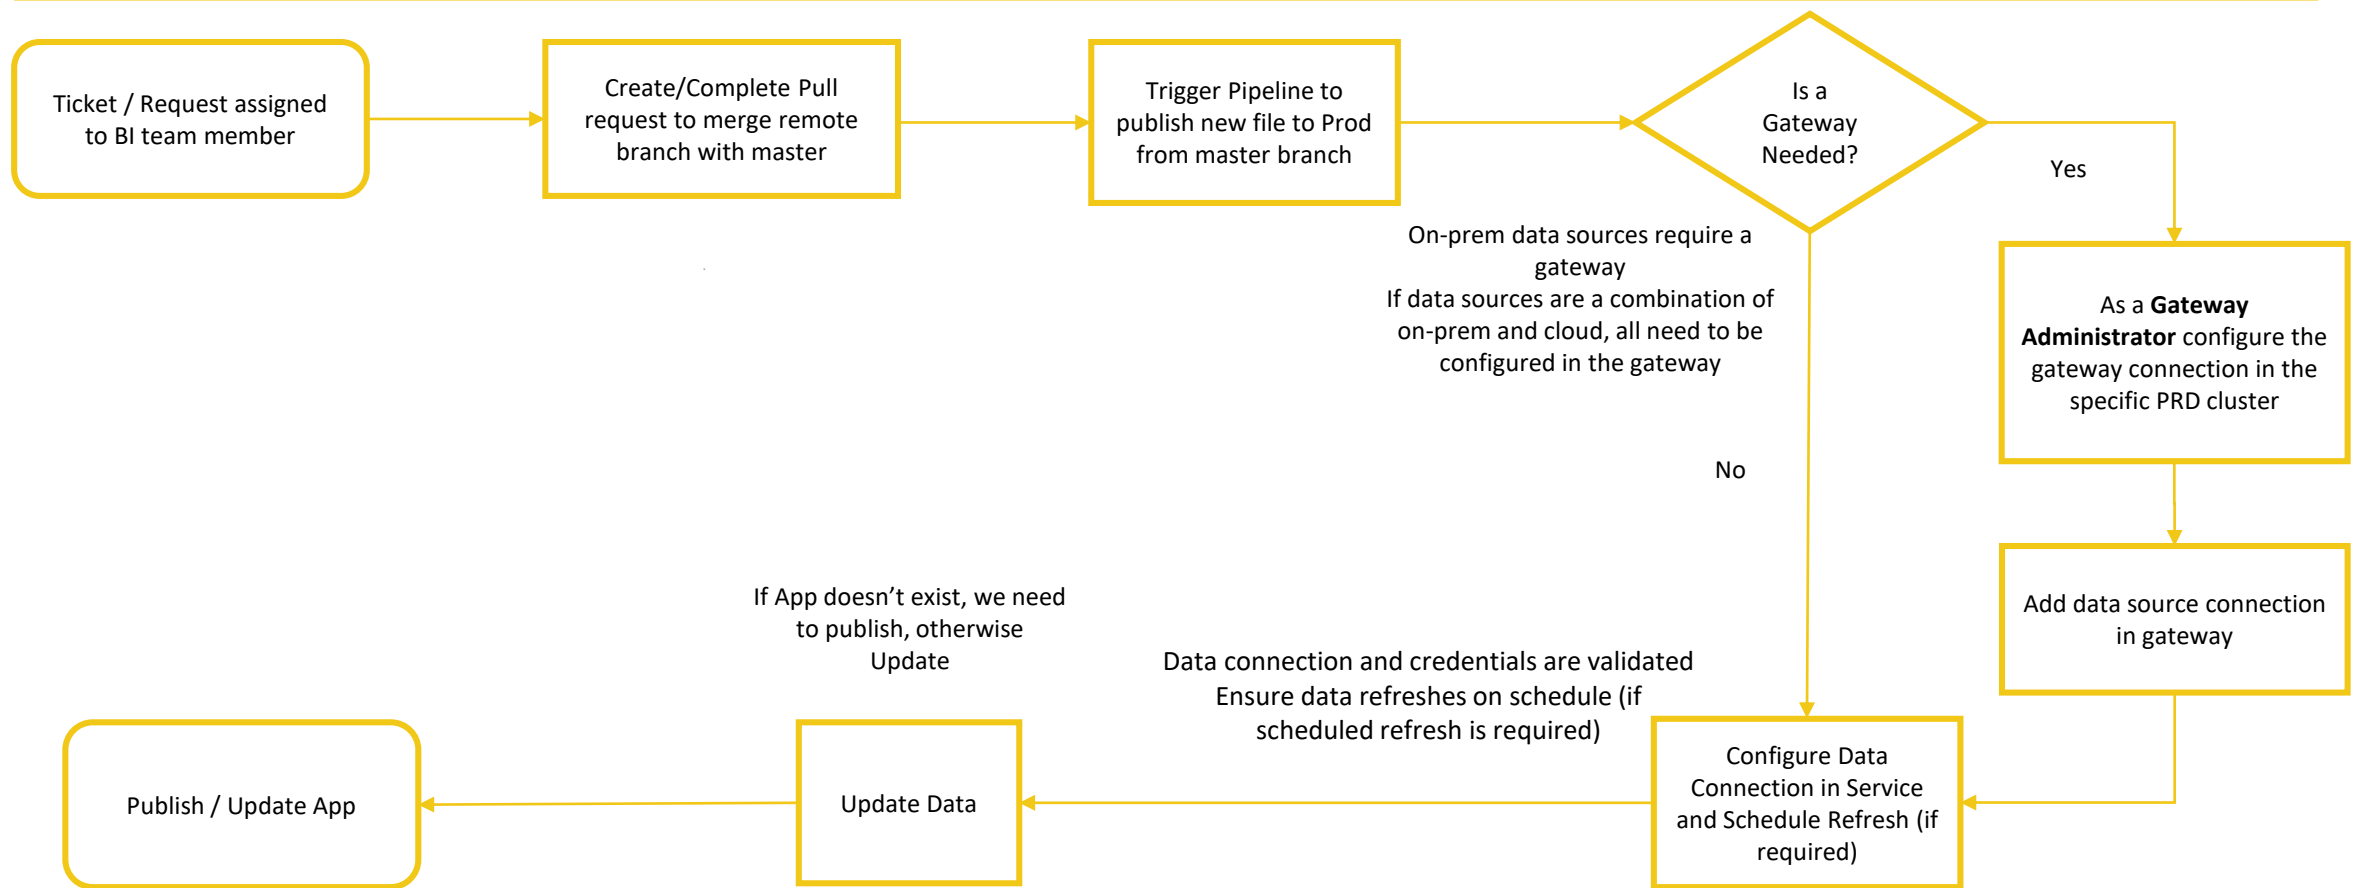 Ticket / Request assigned
to BI team member
Create/Complete Pull
request to merge remote
branch with master
Trigger Pipeline to
publish new file to Prod
from master branch
Is a
Gateway
Needed?
Yes
On-prem data sources require a
gateway
If data sources are a combination of
on-prem and cloud, all need to be
configured in the gateway
As a Gateway
Administrator configure the
gateway connection in the
specific PRD cluster
No
Add data source connection
in gateway
If App doesn’t exist, we need
to publish, otherwise
Update
Data connection and credentials are validated
Ensure data refreshes on schedule (if
scheduled refresh is required)
Configure Data
Connection in Service
and Schedule Refresh (if
required)
Update Data
Publish / Update App